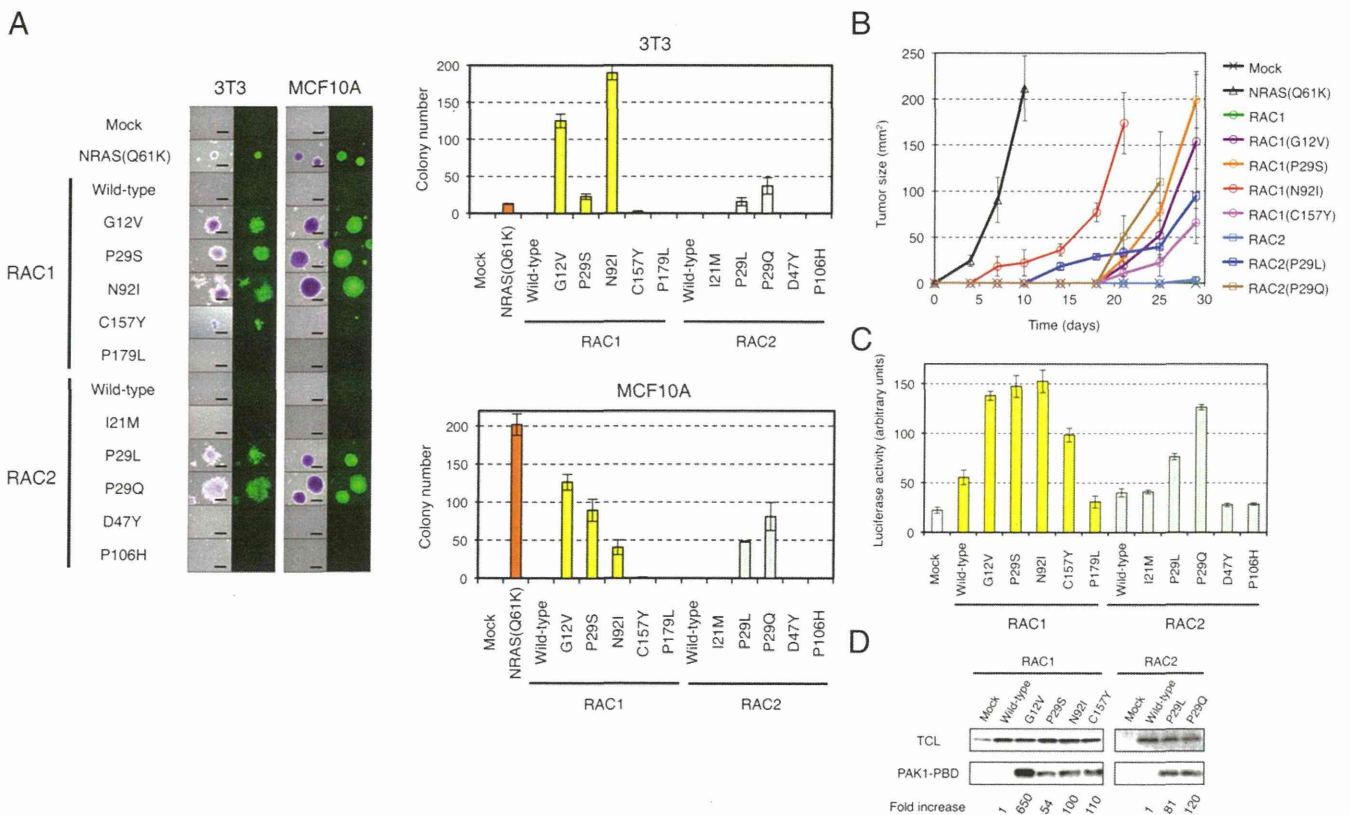 A
3T3
MCF10A
Mock
NRAS(Q61K)
Wild-type
G12V
P29S
RAC1
N92I
C157Y
P179L
Wild-type
I21M
P29L
RAC2
P29Q
D47Y
P106H
3T3
Colony number
200
150
100
50
0
Mock
NRAS(Q61K)
Wild-type
G12V
P29S
N92I
C157Y
P179L
Wild-type
I21M
P29L
P29Q
D47Y
P106H
RAC1
RAC2
MCF10A
Colony number
200
150
100
50
0
Mock
NRAS(Q61K)
Wild-type
G12V
P29S
N92I
C157Y
P179L
Wild-type
I21M
P29L
P29Q
D47Y
P106H
RAC1
RAC2
B
Tumor size (mm²)
250
200
150
100
50
0
0 5 10 15 20 25 30
Time (days)
Mock
NRAS(Q61K)
RAC1
RAC1(G12V)
RAC1(P29S)
RAC1(N92I)
RAC1(C157Y)
RAC2
RAC2(P29L)
RAC2(P29Q)
C
Luciferase activity (arbitrary units)
150
100
50
0
Mock
Wild-type
G12V
P29S
N92I
C157Y
P179L
Wild-type
I21M
P29L
P29Q
D47Y
P106H
RAC1
RAC2
D
RAC1
RAC2
Mock
Wild-type
G12V
P29S
N92I
C157Y
Mock
Wild-type
P29L
P29Q
TCL
PAK1-PBD
Fold increase
1 650 54 100 110
1 81 120